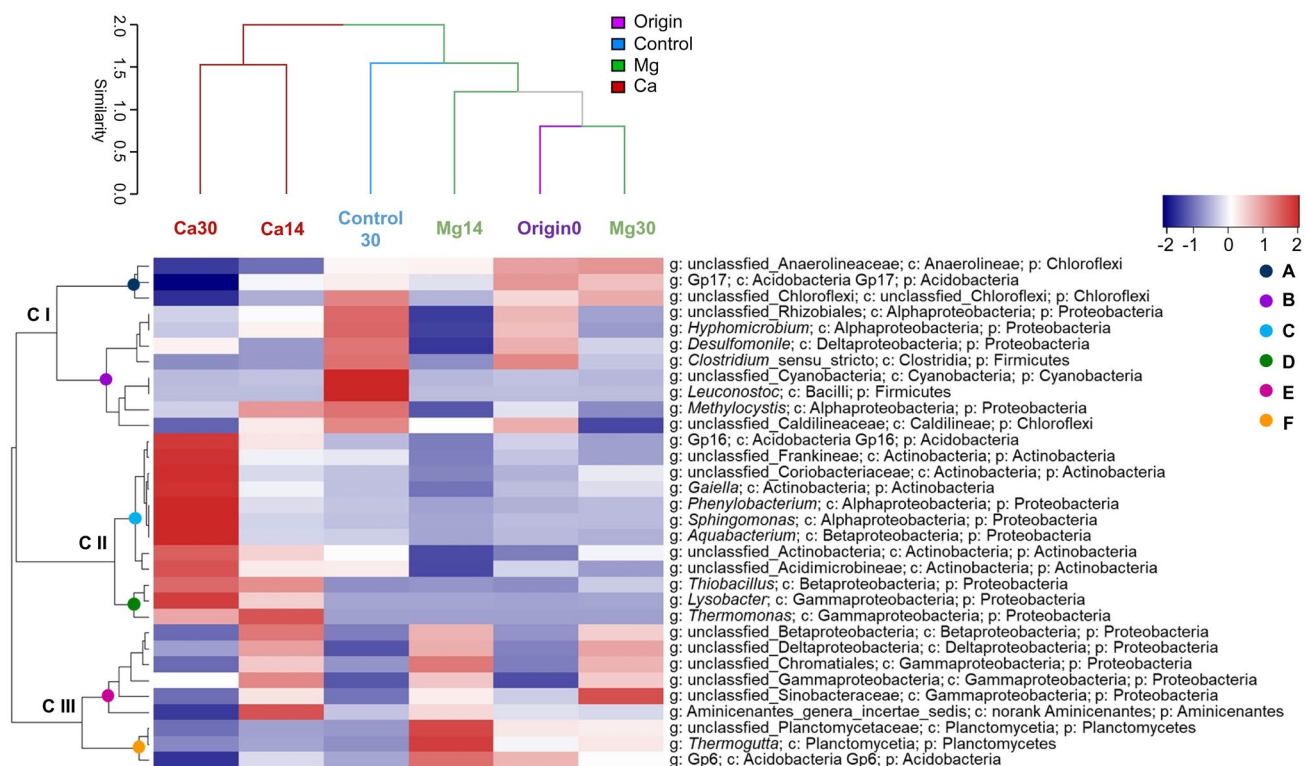 Origin
Control
Mg
Ca
2.0
1.5
1.0
0.5
0.0
Similarity
Ca30
Ca14
Control
30
Mg14
Origin0
Mg30
-2 -1 0 1 2
A
B
C
D
E
F
C I
C II
C III
g: unclassfied_Anaerolineaceae; c: Anaerolineae; p: Chloroflexi
g: Gp17; c: Acidobacteria Gp17; p: Acidobacteria
g: unclassfied_Chloroflexi; c: unclassfied_Chloroflexi; p: Chloroflexi
g: unclassfied_Rhizobiales; c: Alphaproteobacteria; p: Proteobacteria
g: Hyphomicrobium; c: Alphaproteobacteria; p: Proteobacteria
g: Desulfomonile; c: Deltaproteobacteria; p: Proteobacteria
g: Clostridium_sensu_stricto; c: Clostridia; p: Firmicutes
g: unclassfied_Cyanobacteria; c: Cyanobacteria; p: Cyanobacteria
g: Leuconostoc; c: Bacilli; p: Firmicutes
g: Methylocystis; c: Alphaproteobacteria; p: Proteobacteria
g: unclassfied_Caldilineaceae; c: Caldilineae; p: Chloroflexi
g: Gp16; c: Acidobacteria Gp16; p: Acidobacteria
g: unclassfied_Frankineae; c: Actinobacteria; p: Actinobacteria
g: unclassfied_Coriobacteriaceae; c: Actinobacteria; p: Actinobacteria
g: Gaiella; c: Actinobacteria; p: Actinobacteria
g: Phenylobacterium; c: Alphaproteobacteria; p: Proteobacteria
g: Sphingomonas; c: Alphaproteobacteria; p: Proteobacteria
g: Aquabacterium; c: Betaproteobacteria; p: Proteobacteria
g: unclassfied_Actinobacteria; c: Actinobacteria; p: Actinobacteria
g: unclassfied_Acidimicrobineae; c: Actinobacteria; p: Actinobacteria
g: Thiobacillus; c: Betaproteobacteria; p: Proteobacteria
g: Lysobacter; c: Gammaproteobacteria; p: Proteobacteria
g: Thermomonas; c: Gammaproteobacteria; p: Proteobacteria
g: unclassfied_Betaproteobacteria; c: Betaproteobacteria; p: Proteobacteria
g: unclassfied_Deltaproteobacteria; c: Deltaproteobacteria; p: Proteobacteria
g: unclassfied_Chromatiales; c: Gammaproteobacteria; p: Proteobacteria
g: unclassfied_Gammaproteobacteria; c: Gammaproteobacteria; p: Proteobacteria
g: unclassfied_Sinobacteraceae; c: Gammaproteobacteria; p: Proteobacteria
g: Aminicenantes_genera_incertae_sedis; c: norank Aminicenantes; p: Aminicenantes
g: unclassfied_Planctomycetaceae; c: Planctomycetia; p: Planctomycetes
g: Thermogutta; c: Planctomycetia; p: Planctomycetes
g: Gp6; c: Acidobacteria Gp6; p: Acidobacteria